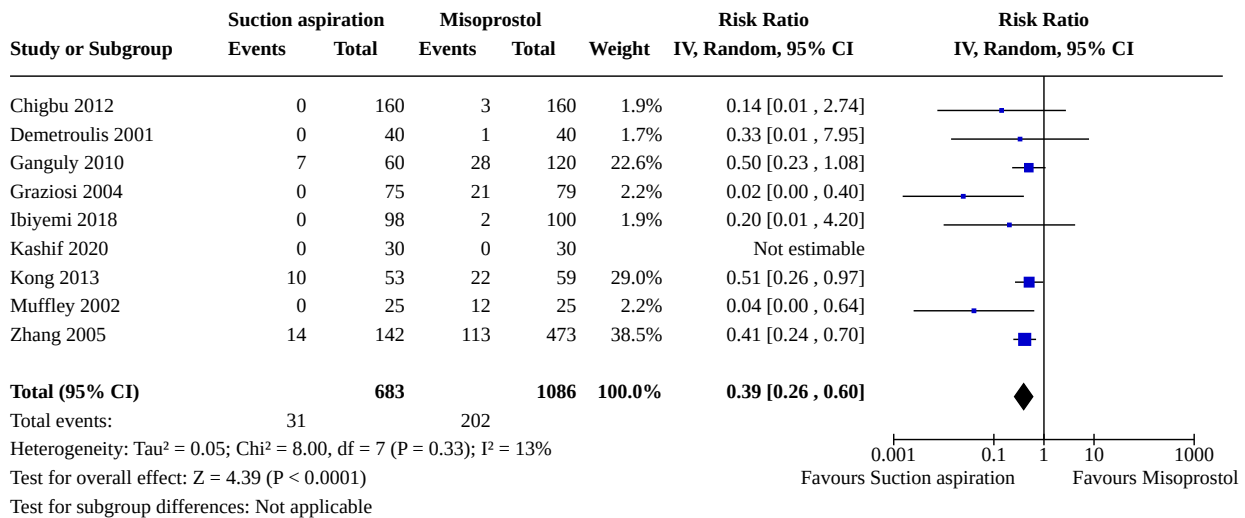 Suction aspiration Misoprostol Risk Ratio Risk Ratio
Study or Subgroup Events Total Events Total Weight IV, Random, 95% CI IV, Random, 95% CI
Chigbu 2012 0 160 3 160 1.9% 0.14 [0.01 , 2.74]
Demetroulis 2001 0 40 1 40 1.7% 0.33 [0.01 , 7.95]
Ganguly 2010 7 60 28 120 22.6% 0.50 [0.23 , 1.08]
Graziosi 2004 0 75 21 79 2.2% 0.02 [0.00 , 0.40]
Ibiyemi 2018 0 98 2 100 1.9% 0.20 [0.01 , 4.20]
Kashif 2020 0 30 0 30 Not estimable
Kong 2013 10 53 22 59 29.0% 0.51 [0.26 , 0.97]
Muffley 2002 0 25 12 25 2.2% 0.04 [0.00 , 0.64]
Zhang 2005 14 142 113 473 38.5% 0.41 [0.24 , 0.70]
Total (95% CI) 683 1086 100.0% 0.39 [0.26 , 0.60]
Total events: 31 202
Heterogeneity: Tau² = 0.05; Chi² = 8.00, df = 7 (P = 0.33); I² = 13%
0.001 0.1 1 10 1000
Test for overall effect: Z = 4.39 (P < 0.0001) Favours Suction aspiration Favours Misoprostol
Test for subgroup differences: Not applicable